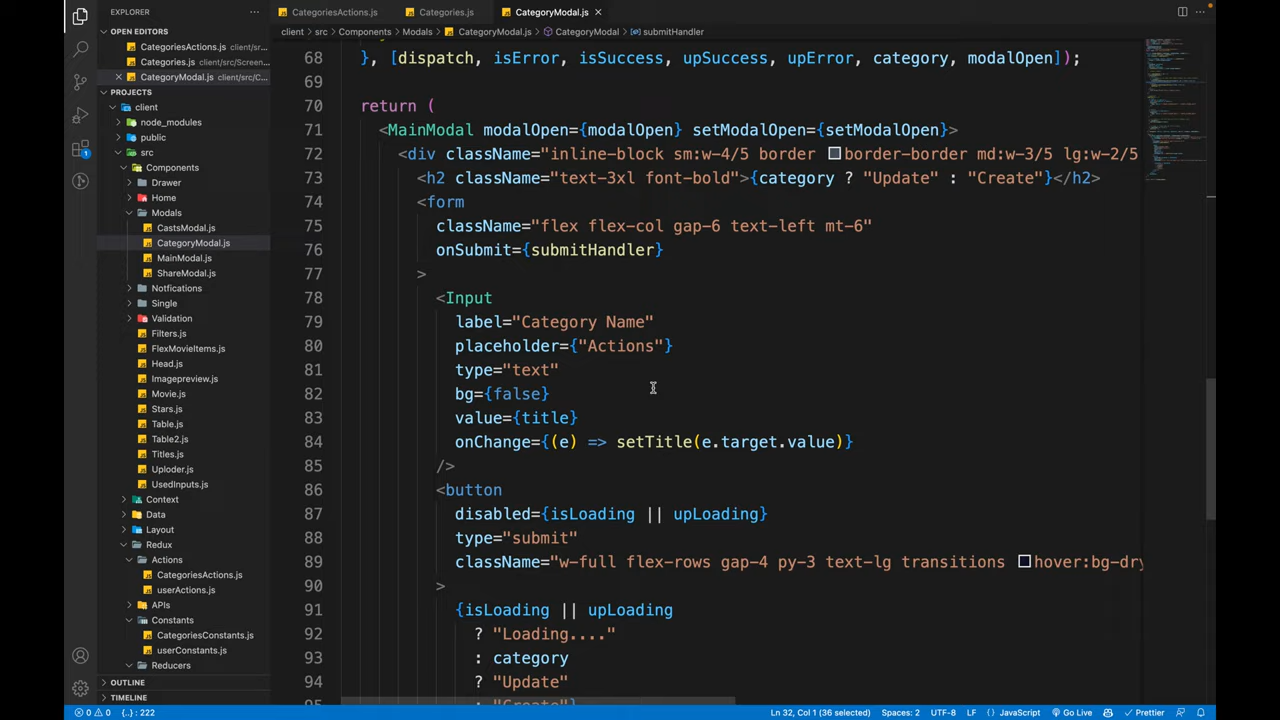 EXPLORER
OPEN EDITORS
CategoriesActions.js client/sr...
Categories.js client/src/Screen...
CategoryModal.js client/src/C...
PROJECTS
client
node_modules
public
src
Components
Drawer
Home
Modals
CastsModal.js
CategoryModal.js
MainModal.js
ShareModal.js
Notfications
Single
Validation
Filters.js
FlexMovieItems.js
Head.js
Imagepreview.js
Movie.js
Stars.js
Table.js
Table2.js
Titles.js
Uploder.js
UsedInputs.js
Context
Data
Layout
Redux
Actions
CategoriesActions.js
userActions.js
APIs
Constants
CategoriesConstants.js
userConstants.js
Reducers
OUTLINE
TIMELINE
CategoriesActions.js
Categories.js
CategoryModal.js
client > src > Components > Modals > CategoryModal.js > CategoryModal > submitHandler
68 }, [dispatch, isError, isSuccess, upSuccess, upError, category, modalOpen]);
69
70 return (
71 <MainModal modalOpen={modalOpen} setModalOpen={setModalOpen}>
72 <div className="inline-block sm:w-4/5 border border-border md:w-3/5 lg:w-2/5
73 <h2 className="text-3xl font-bold">{category ? "Update" : "Create"}</h2>
74 <form
75 className="flex flex-col gap-6 text-left mt-6"
76 onSubmit={submitHandler}
77 >
78 <Input
79 label="Category Name"
80 placeholder={"Actions"}
81 type="text"
82 bg={false}
83 value={title}
84 onChange={(e) => setTitle(e.target.value)}
85 />
86 <button
87 disabled={isLoading || upLoading}
88 type="submit"
89 className="w-full flex-rows gap-4 py-3 text-lg transitions hover:bg-dry
90 >
91 {isLoading || upLoading
92 ? "Loading...."
93 : category
94 ? "Update"
95 : "Create"}
0 0 {..}: 222
Ln 32, Col 1 (36 selected) Spaces: 2 UTF-8 LF {} JavaScript Go Live Prettier
1